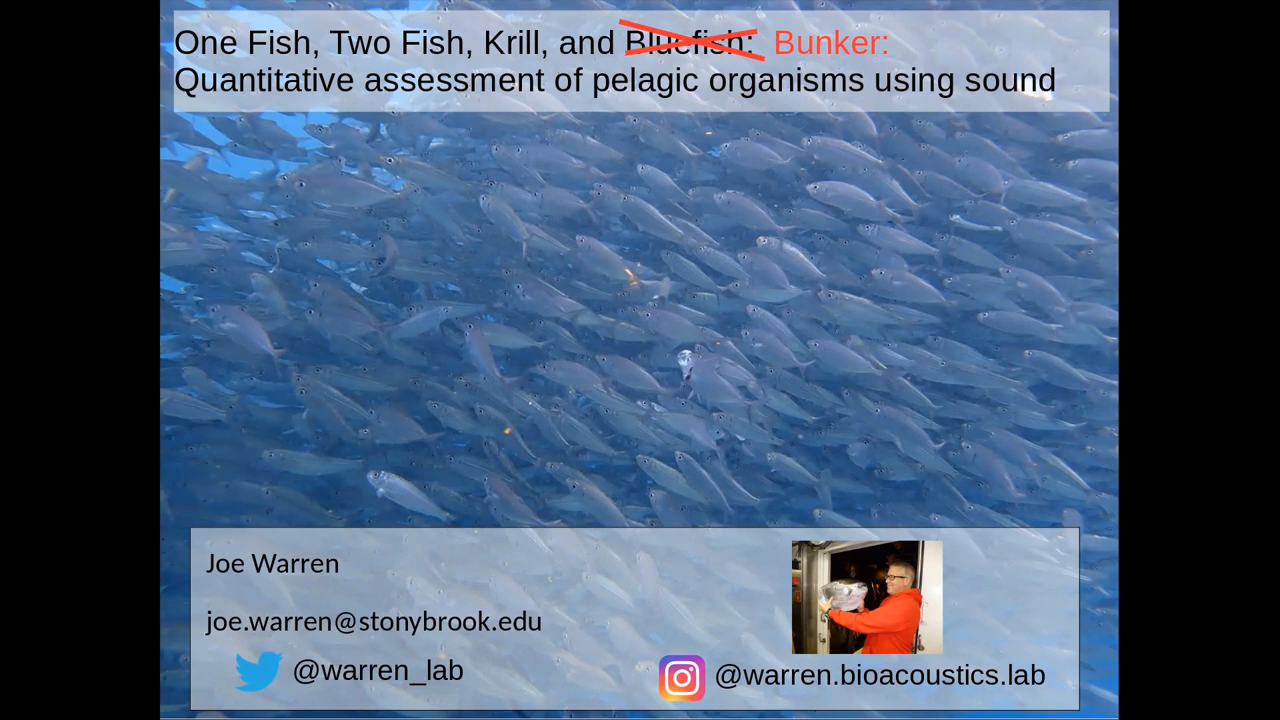 One Fish, Two Fish, Krill, and Bluefish: Bunker:
Quantitative assessment of pelagic organisms using sound
Joe Warren
joe.warren@stonybrook.edu
@warren_lab
@warren.bioacoustics.lab